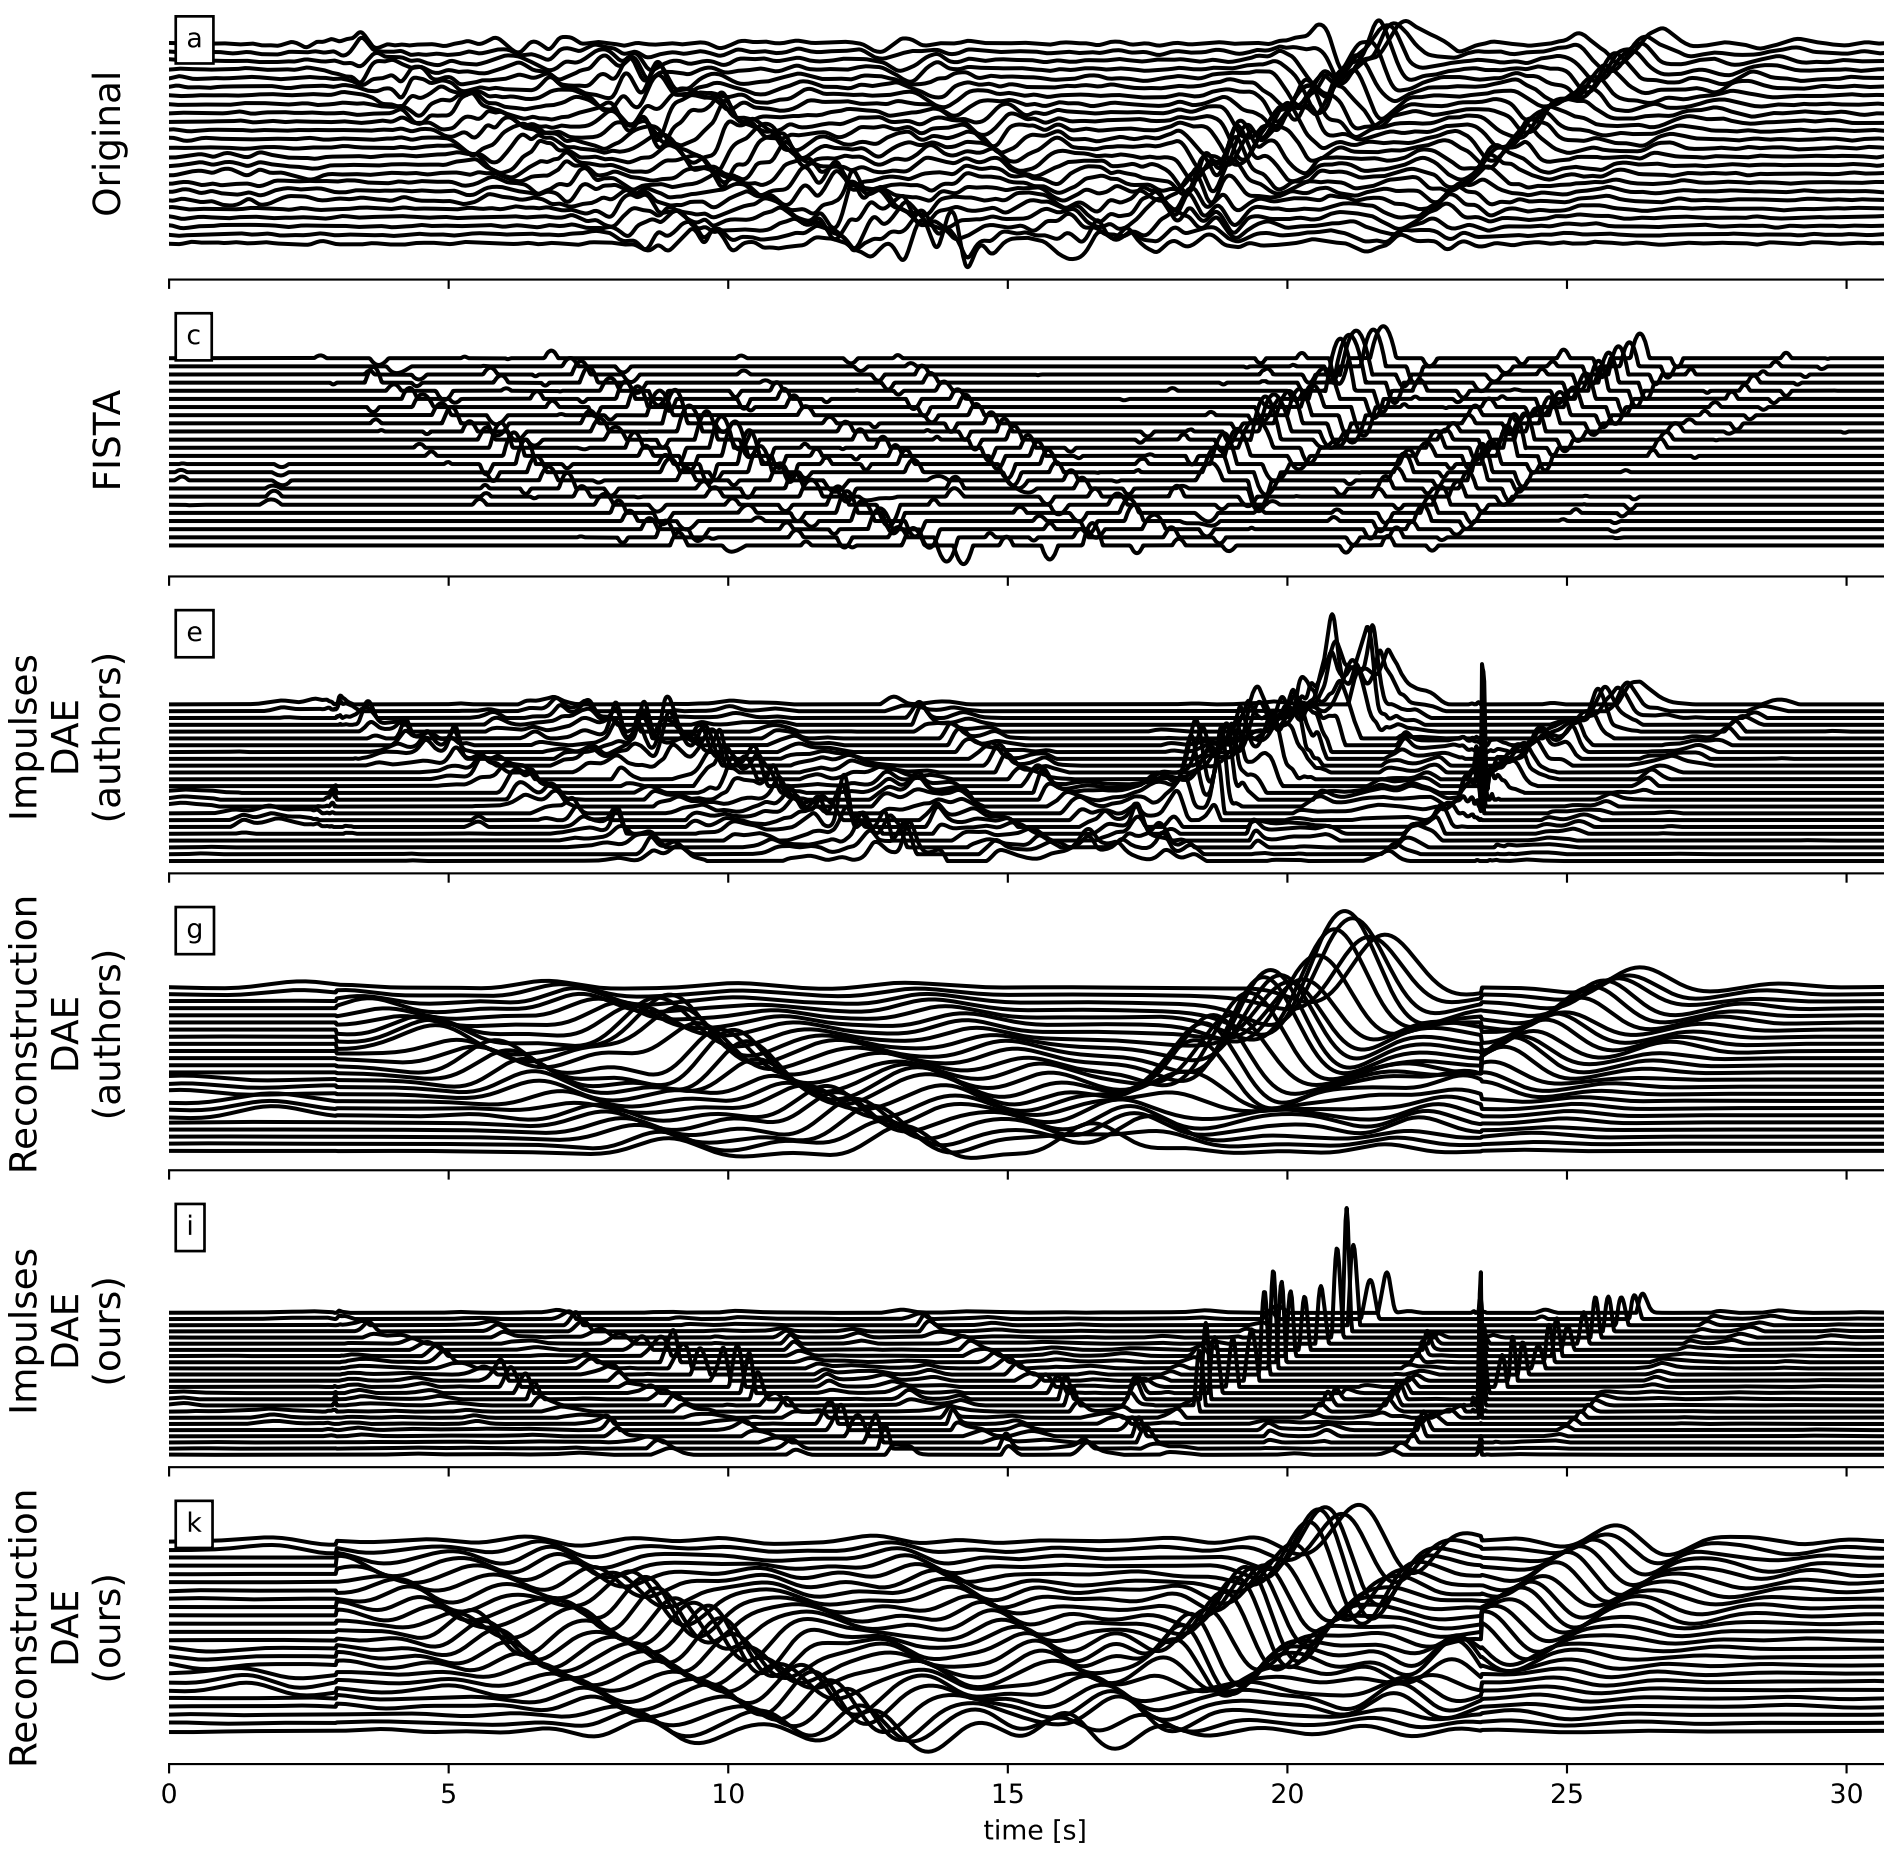 a
Original
c
FISTA
e
Impulses
DAE
(authors)
g
Reconstruction
DAE
(authors)
i
Impulses
DAE
(ours)
k
Reconstruction
DAE
(ours)
0 5 10 15 20 25 30
time [s]